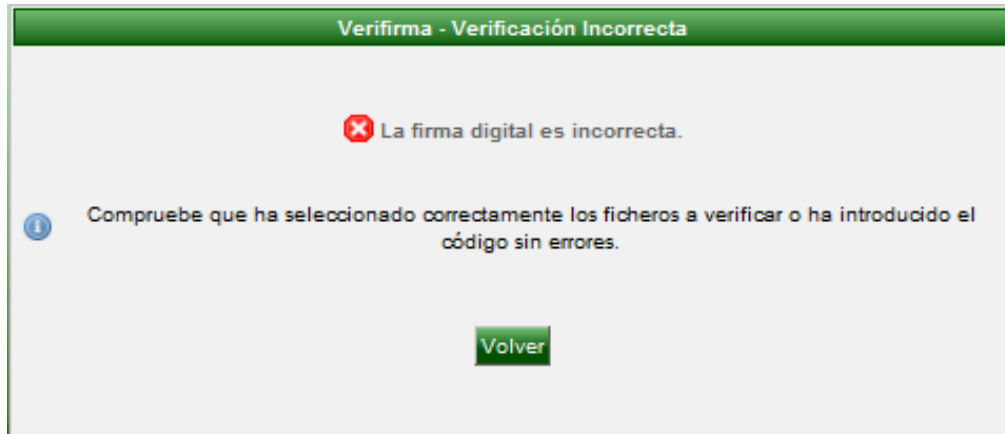 Verifirma - Verificación Incorrecta
La firma digital es incorrecta.
Compruebe que ha seleccionado correctamente los ficheros a verificar o ha introducido el
código sin errores.
Volver